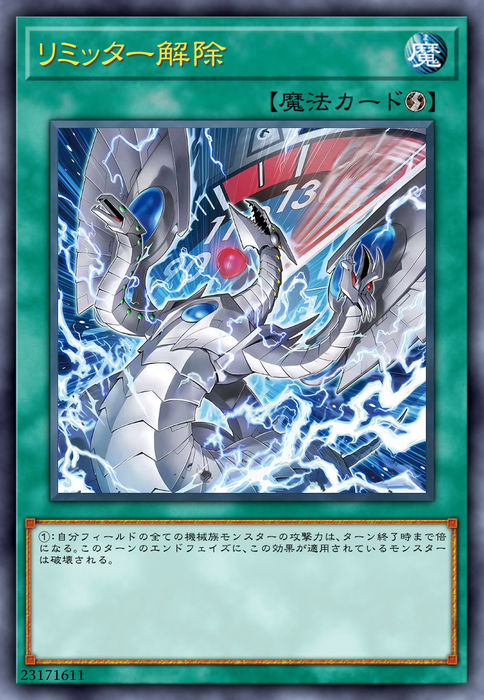 リミッター解除
魔
【魔法カード】
13
11
①:自分フィールドの全ての機械族モンスターの攻撃力は、ターン終了時まで倍
になる。このターンのエンドフェイズに、この効果が適用されているモンスター
は破壊される。
23171611